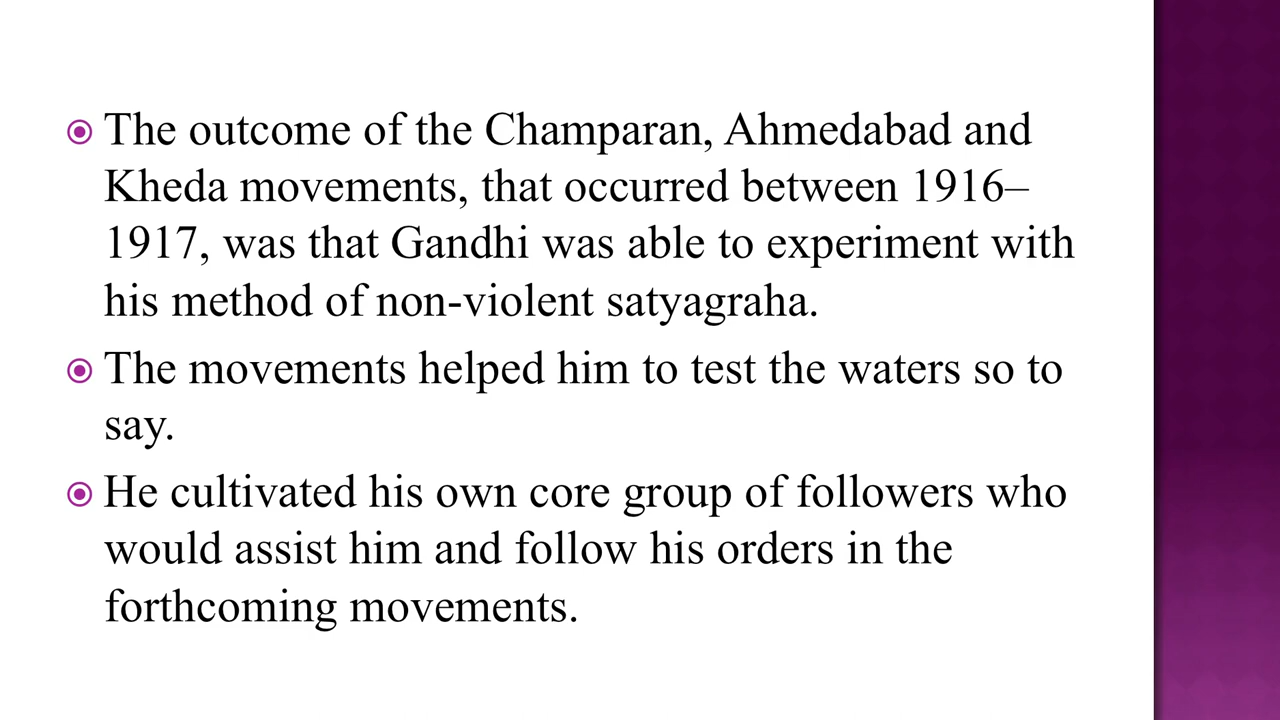 The outcome of the Champaran, Ahmedabad and
Kheda movements, that occurred between 1916–
1917, was that Gandhi was able to experiment with
his method of non-violent satyagraha.
The movements helped him to test the waters so to
say.
He cultivated his own core group of followers who
would assist him and follow his orders in the
forthcoming movements.